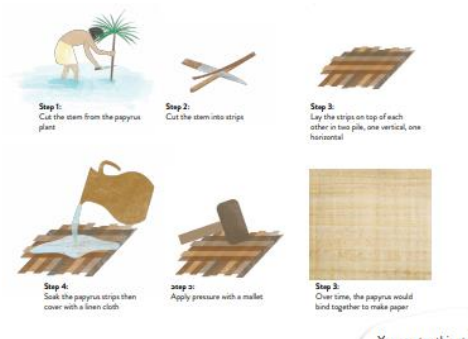 Step 1:
Cut the stem from the papyrus
plant
Step 2:
Cut the stem into strips
Step 3:
Lay the strips on top of each
other in two pile, one vertical, one
horizontal
Step 4:
Soak the papyrus strips then
cover with a linen cloth
Apply pressure with a mallet
Step 3:
Over time, the papyrus would
bind together to make paper